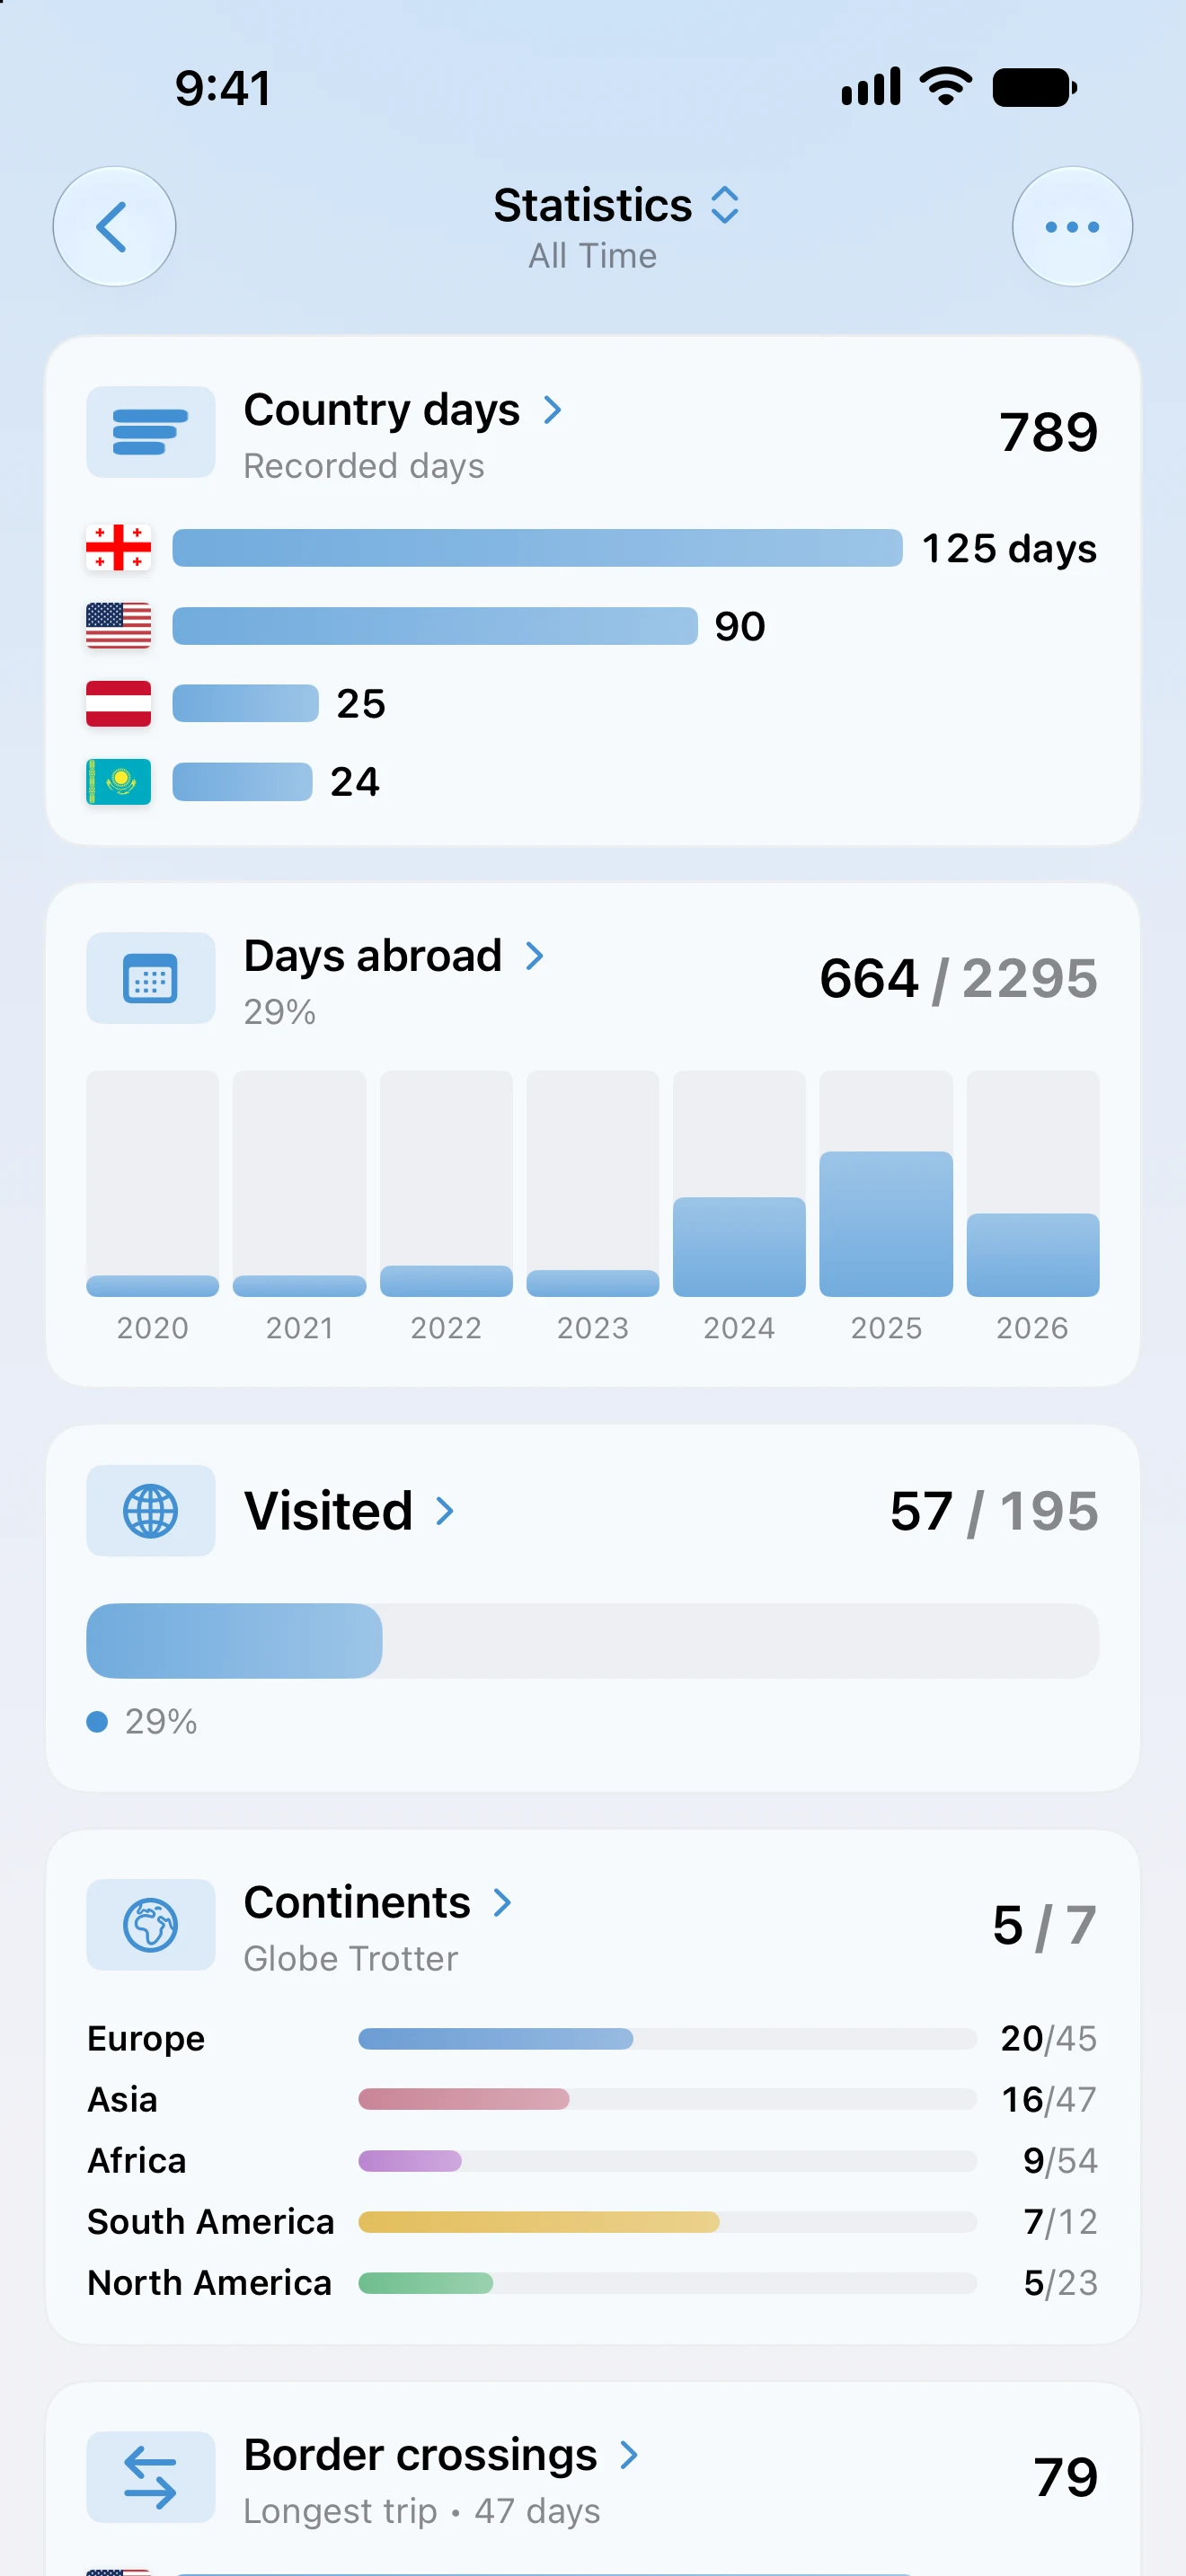 9:41
Statistics
All Time
Country days
Recorded days
789
125 days
90
25
24
Days abroad
29%
664 / 2295
2020 2021 2022 2023 2024 2025 2026
Visited
57 / 195
29%
Continents
Globe Trotter
5 / 7
Europe 20/45
Asia 16/47
Africa 9/54
South America 7/12
North America 5/23
Border crossings
Longest trip • 47 days
79